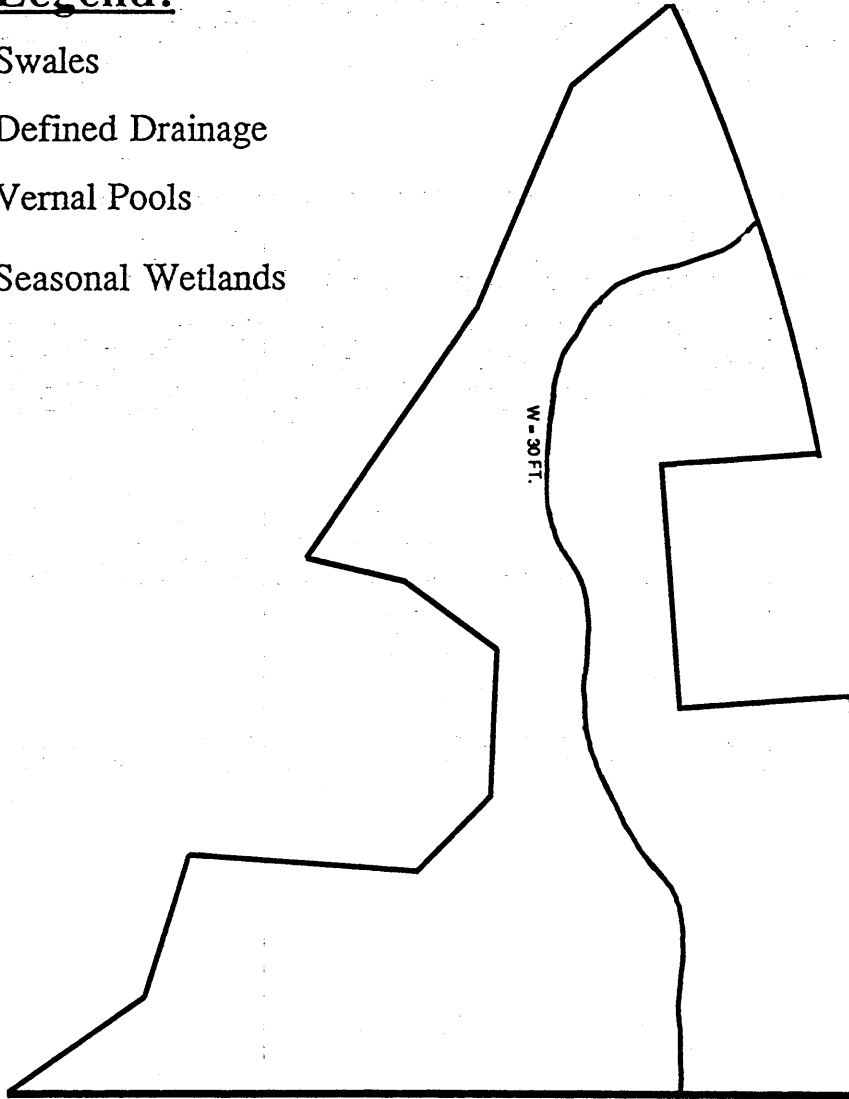 Legend:
Swales
Defined Drainage
Vernal Pools
Seasonal Wetlands
W = 30 FT.